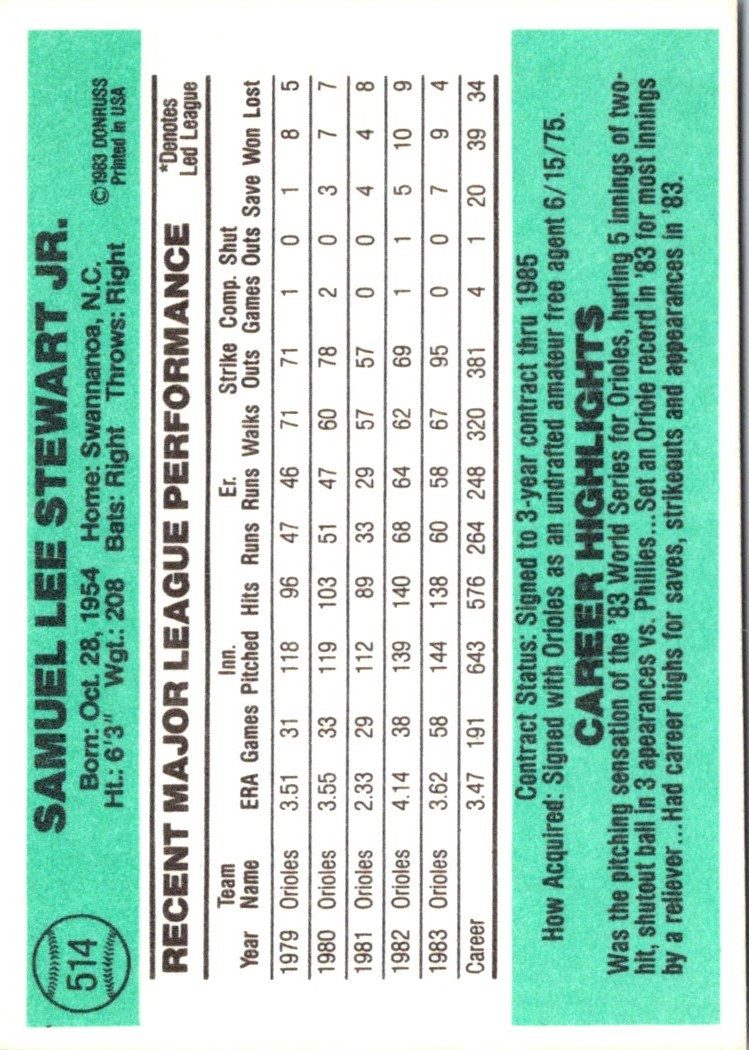 514
SAMUEL LEE STEWART JR.
Born: Oct. 28, 1954 Home: Swannanoa, N.C.
Ht.: 6'3" Wgt.: 208 Bats: Right Throws: Right
©1983 DONRUSS
Printed in USA
RECENT MAJOR LEAGUE PERFORMANCE
*Denotes
Led League
Team Inn. Er. Strike Comp. Shut
Year Name ERA Games Pitched Hits Runs Runs Walks Outs Games Outs Save Won Lost
1979 Orioles 3.51 31 118 96 47 46 71 71 1 0 1 8 5
1980 Orioles 3.55 33 119 103 51 47 60 78 2 0 3 7 7
1981 Orioles 2.33 29 112 89 33 29 57 57 0 0 4 4 8
1982 Orioles 4.14 38 139 140 68 64 62 69 1 1 5 10 9
1983 Orioles 3.62 58 144 138 60 58 67 95 0 0 7 9 4
Career 3.47 191 643 576 264 248 320 381 4 1 20 39 34
Contract Status: Signed to 3-year contract thru 1985
How Acquired: Signed with Orioles as an undrafted amateur free agent 6/15/75.
CAREER HIGHLIGHTS
Was the pitching sensation of the '83 World Series for Orioles, hurling 5 innings of two-
hit, shutout ball in 3 apearances vs. Phillies...Set an Oriole record in '83 for most innings
by a reliever...Had career highs for saves, strikeouts and appearances in '83.